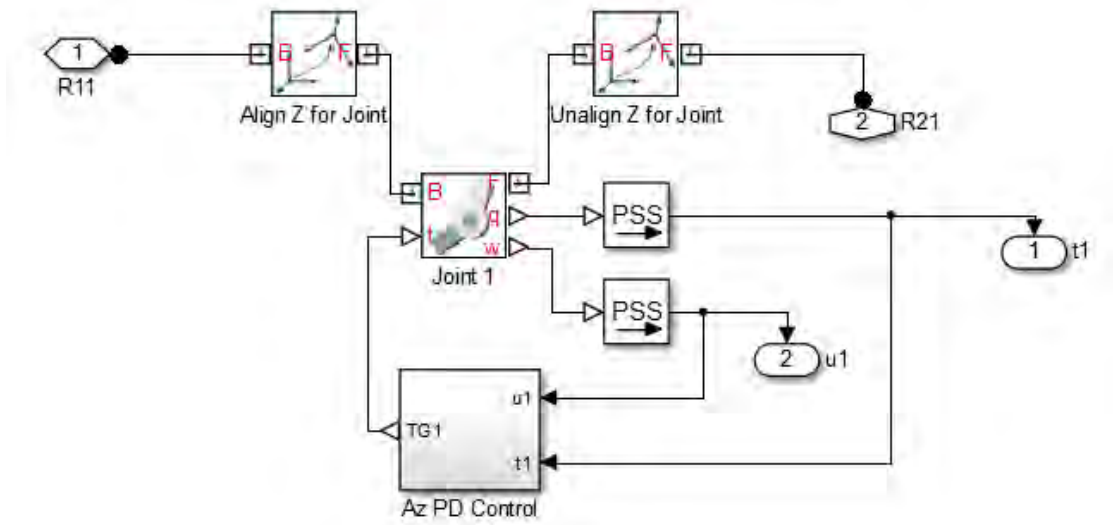 1
R11
B F
Align Z for Joint
B F
Unalign Z for Joint
2
R21
B F
q
t
w
Joint 1
PSS
PSS
1
t1
2
u1
u1
TG1
t1
Az PD Control